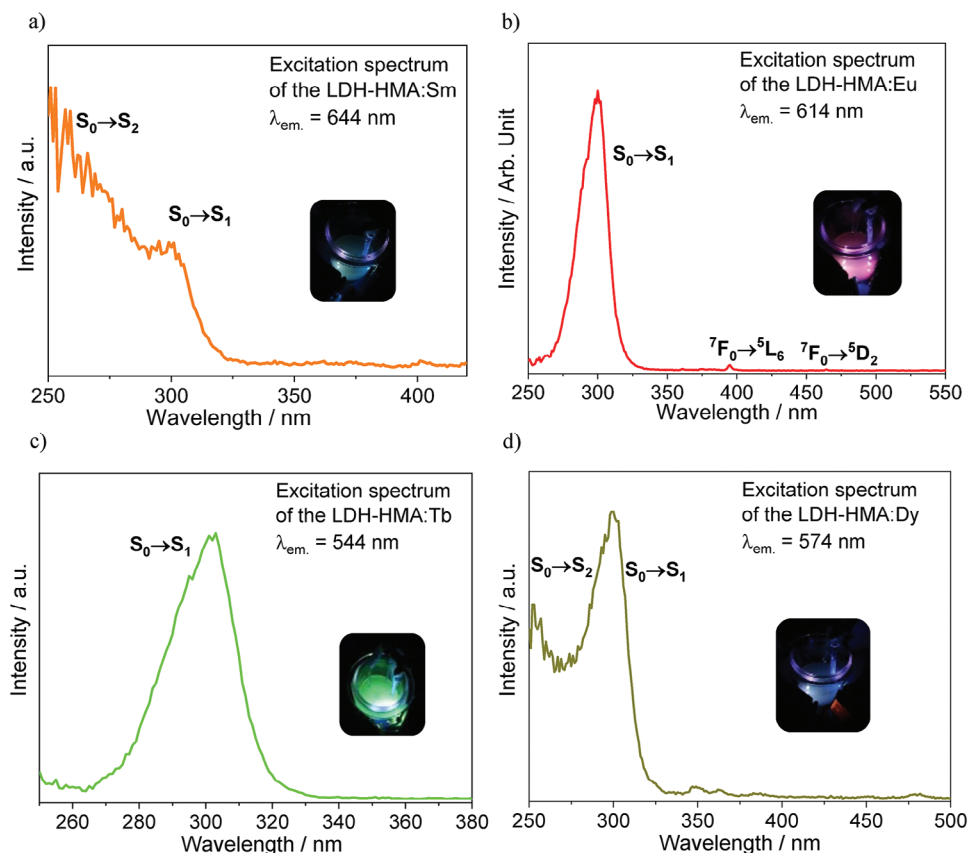 a)
Excitation spectrum
of the LDH-HMA:Sm
λem. = 644 nm
S0→S2
S0→S1
Intensity / a.u.
250 300 350 400
Wavelength / nm
b)
Excitation spectrum
of the LDH-HMA:Eu
λem. = 614 nm
S0→S1
7F0→5L6 7F0→5D2
Intensity / Arb. Unit
250 300 350 400 450 500 550
Wavelength / nm
c)
Excitation spectrum
of the LDH-HMA:Tb
λem. = 544 nm
S0→S1
Intensity / a.u.
260 280 300 320 340 360 380
Wavelength / nm
d)
Excitation spectrum
of the LDH-HMA:Dy
λem. = 574 nm
S0→S2 S0→S1
Intensity / a.u.
250 300 350 400 450 500
Wavelength / nm